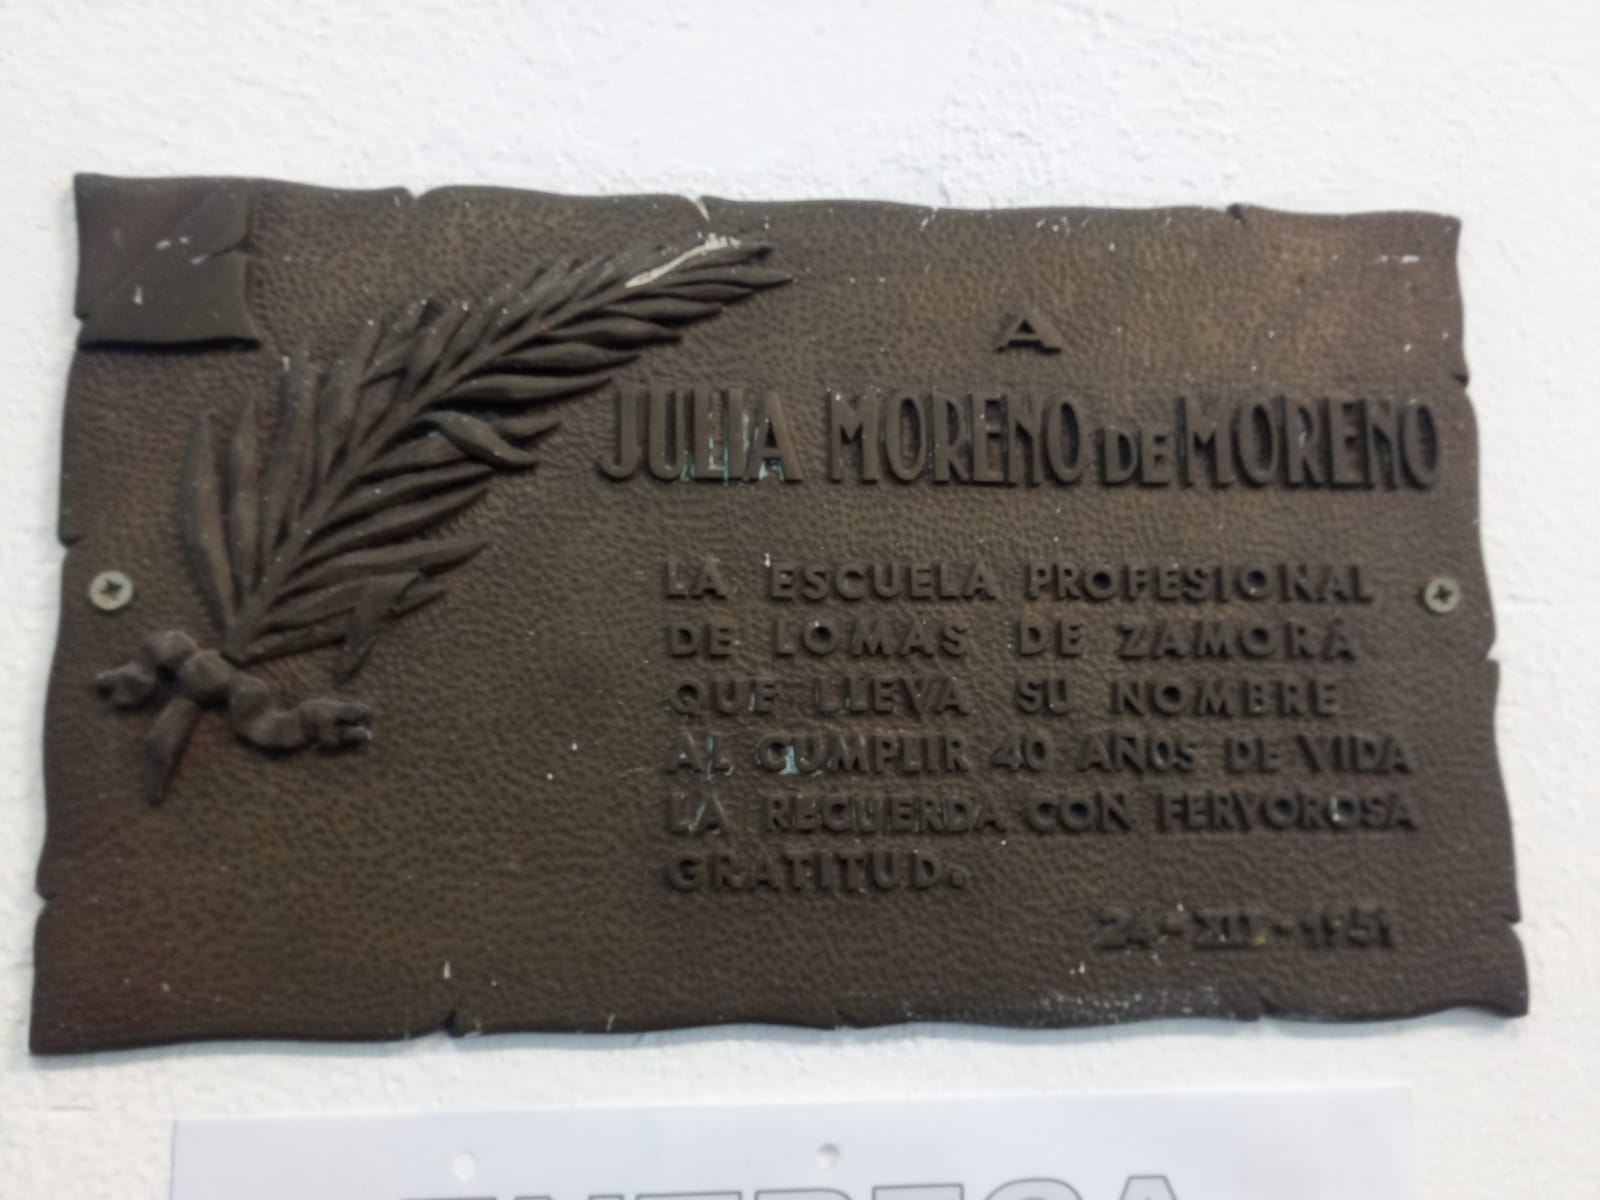 A
JULIA MORENO DE MORENO
LA ESCUELA PROFESIONAL
DE LOMAS DE ZAMORA
QUE LLEVA SU NOMBRE
AL CUMPLIR 40 AÑOS DE VIDA
LA RECUERDA CON FERVOROSA
GRATITUD.
24-XII-1951